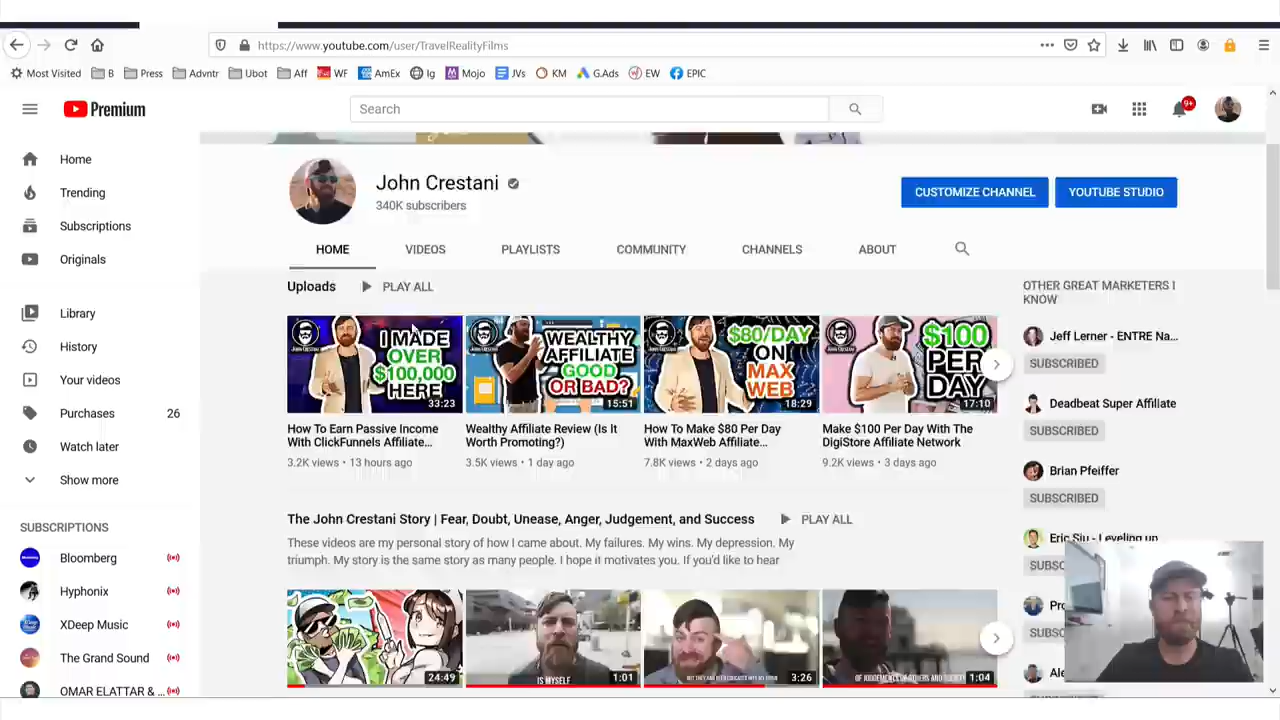 https://www.youtube.com/user/TravelRealityFilms
Most Visited B Press Advntr Ubot Aff WF AmEx Ig Mojo JVs KM G.Ads EW EPIC
Premium
Search
9+
Home
Trending
Subscriptions
Originals
Library
History
Your videos
Purchases 26
Watch later
Show more
SUBSCRIPTIONS
Bloomberg
Hyphonix
XDeep Music
The Grand Sound
OMAR ELATTAR & ...
John Crestani
340K subscribers
CUSTOMIZE CHANNEL
YOUTUBE STUDIO
HOME VIDEOS PLAYLISTS COMMUNITY CHANNELS ABOUT
Uploads PLAY ALL
I MADE
OVER
$100,000
HERE
33:23
WEALTHY
AFFILIATE
GOOD
OR BAD?
15:51
$80/DAY
ON
MAX
WEB
18:29
$100
PER
DAY
17:10
How To Earn Passive Income
With ClickFunnels Affiliate...
3.2K views • 13 hours ago
Wealthy Affiliate Review (Is It
Worth Promoting?)
3.5K views • 1 day ago
How To Make $80 Per Day
With MaxWeb Affiliate...
7.8K views • 2 days ago
Make $100 Per Day With The
DigiStore Affiliate Network
9.2K views • 3 days ago
The John Crestani Story | Fear, Doubt, Unease, Anger, Judgement, and Success PLAY ALL
These videos are my personal story of how I came about. My failures. My wins. My depression. My
triumph. My story is the same story as many people. I hope it motivates you. If you'd like to hear
24:49
IS MYSELF
1:01
3:26
1:04
OTHER GREAT MARKETERS I
KNOW
Jeff Lerner - ENTRE Na...
SUBSCRIBED
Deadbeat Super Affiliate
SUBSCRIBED
Brian Pfeiffer
SUBSCRIBED
Eric Siu - Leveling up
SUBSC
Pro
SUBSC
Ale